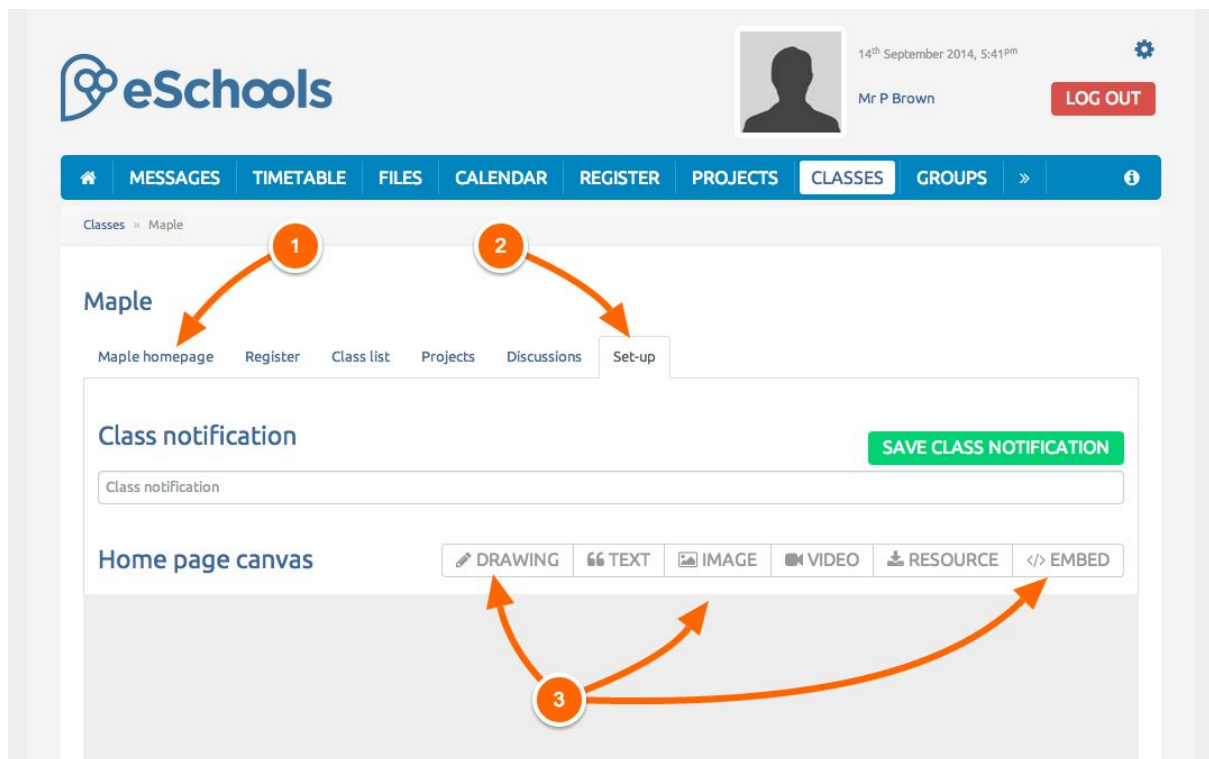 eSchools
14th September 2014, 5:41pm
Mr P Brown
LOG OUT
MESSAGES TIMETABLE FILES CALENDAR REGISTER PROJECTS CLASSES GROUPS »
Classes » Maple
1 2
Maple
Maple homepage Register Class list Projects Discussions Set-up
Class notification
SAVE CLASS NOTIFICATION
Class notification
Home page canvas DRAWING TEXT IMAGE VIDEO RESOURCE </> EMBED
3